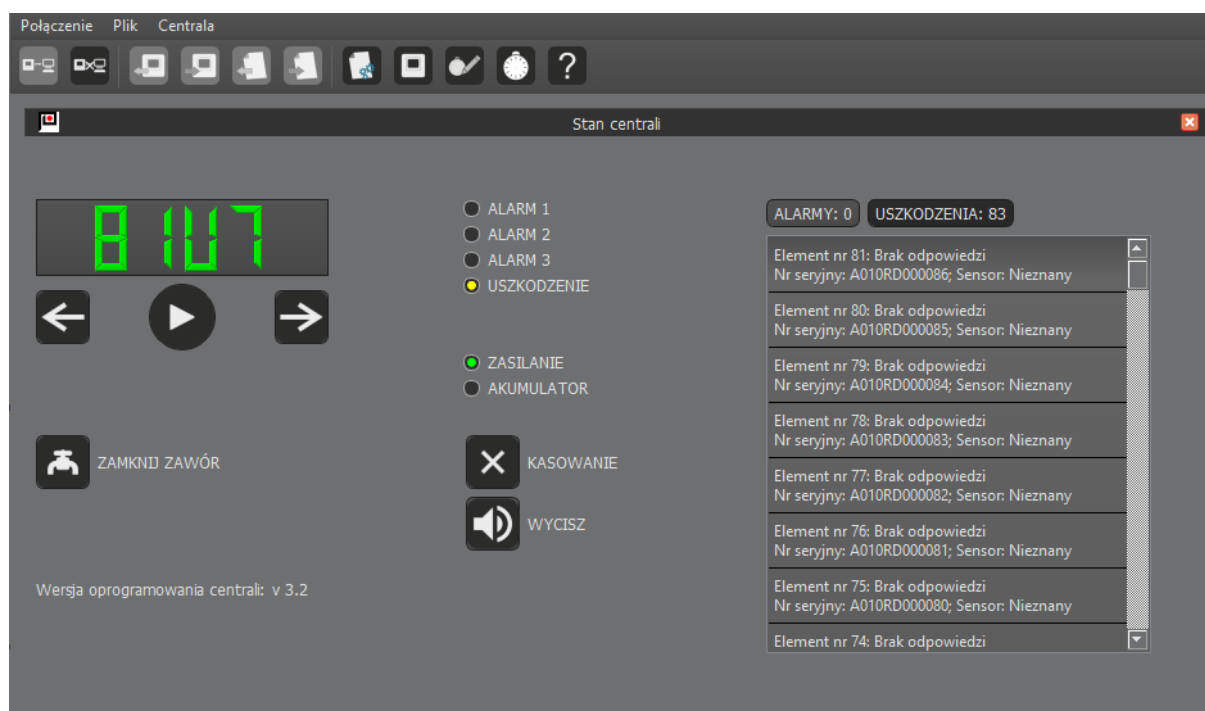 Połączenie Plik Centrala
?
Stan centrali
81U7
ALARM 1
ALARM 2
ALARM 3
USZKODZENIE
ZASILANIE
AKUMULATOR
ZAMKNIJ ZAWÓR
KASOWANIE
WYCISZ
Wersja oprogramowania centrali: v 3.2
ALARMY: 0 USZKODZENIA: 83
Element nr 81: Brak odpowiedzi
Nr seryjny: A010RD000086; Sensor: Nieznany
Element nr 80: Brak odpowiedzi
Nr seryjny: A010RD000085; Sensor: Nieznany
Element nr 79: Brak odpowiedzi
Nr seryjny: A010RD000084; Sensor: Nieznany
Element nr 78: Brak odpowiedzi
Nr seryjny: A010RD000083; Sensor: Nieznany
Element nr 77: Brak odpowiedzi
Nr seryjny: A010RD000082; Sensor: Nieznany
Element nr 76: Brak odpowiedzi
Nr seryjny: A010RD000081; Sensor: Nieznany
Element nr 75: Brak odpowiedzi
Nr seryjny: A010RD000080; Sensor: Nieznany
Element nr 74: Brak odpowiedzi